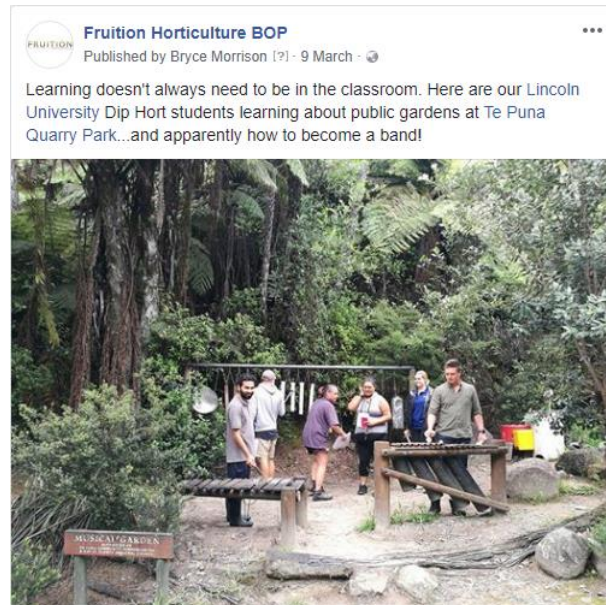 FRUITION
Fruition Horticulture BOP
Published by Bryce Morrison [?] · 9 March ·
Learning doesn't always need to be in the classroom. Here are our Lincoln
University Dip Hort students learning about public gardens at Te Puna
Quarry Park...and apparently how to become a band!
MUSICAL GARDEN